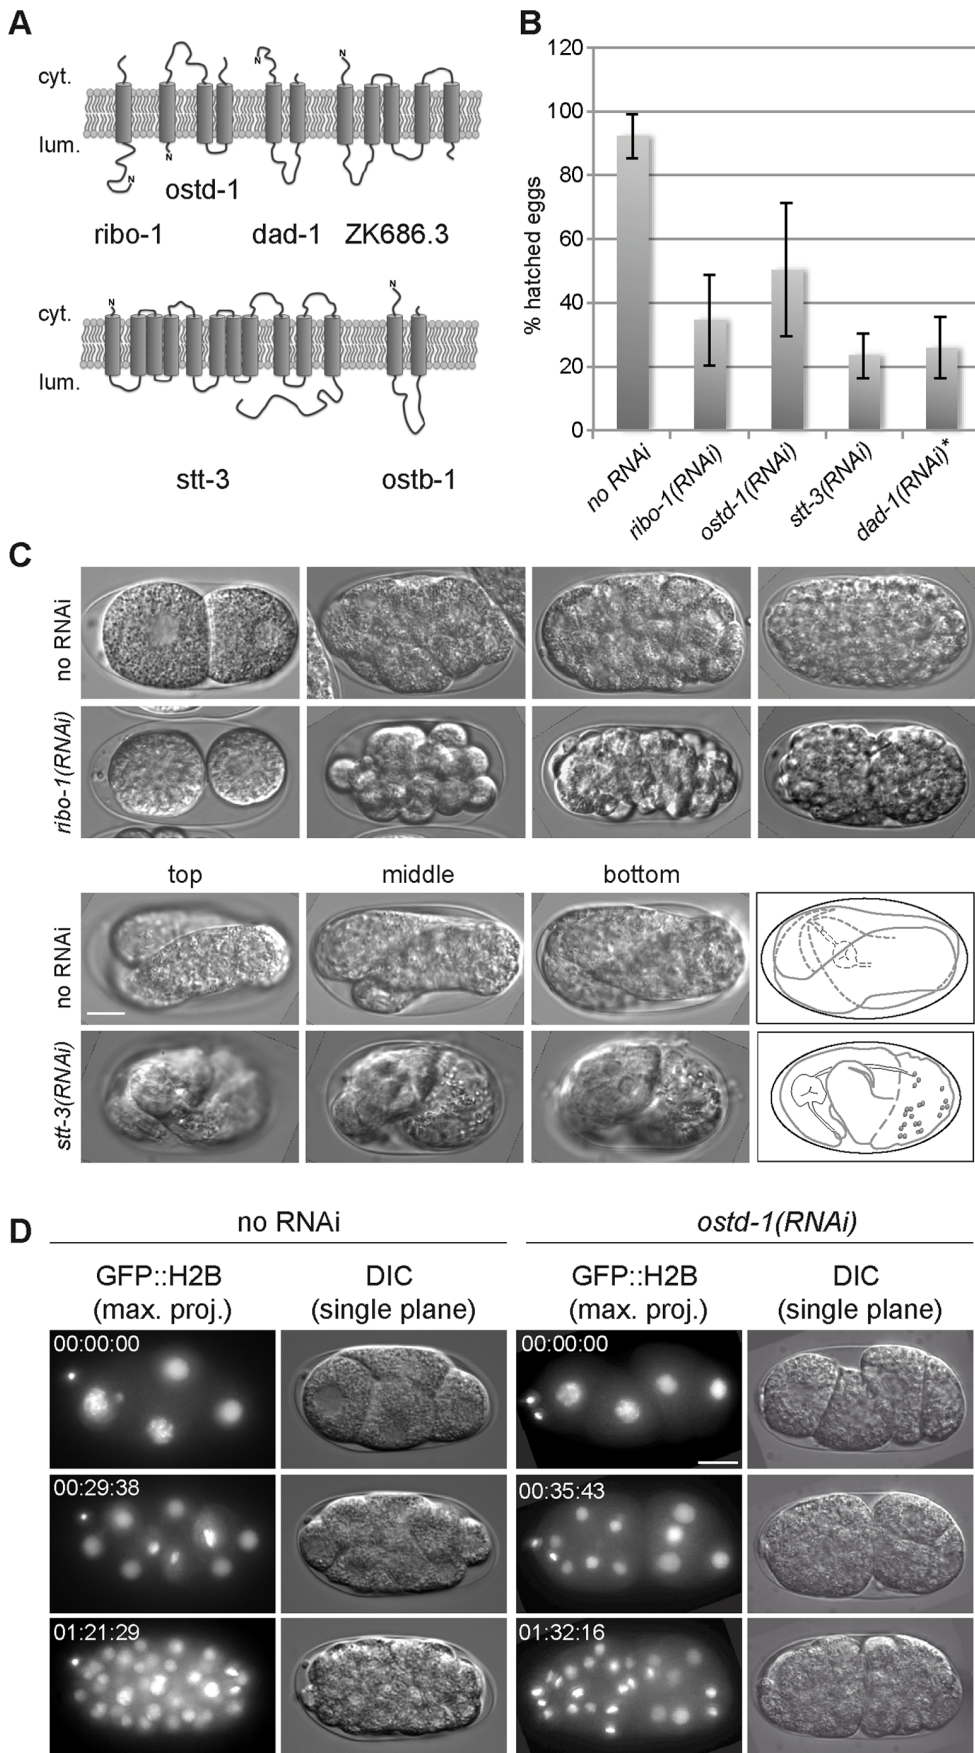 A
cyt.
lum.
N
N
N
N
ostd-1
ribo-1
dad-1
ZK686.3
cyt.
lum.
N
N
stt-3
ostb-1
B
% hatched eggs
120
100
80
60
40
20
0
no RNAi
ribo-1(RNAi)
ostd-1(RNAi)
stt-3(RNAi)
dad-1(RNAi)*
C
no RNAi
ribo-1(RNAi)
top
middle
bottom
no RNAi
stt-3(RNAi)
D
no RNAi
ostd-1(RNAi)
GFP::H2B
(max. proj.)
DIC
(single plane)
GFP::H2B
(max. proj.)
DIC
(single plane)
00:00:00
00:00:00
00:29:38
00:35:43
01:21:29
01:32:16